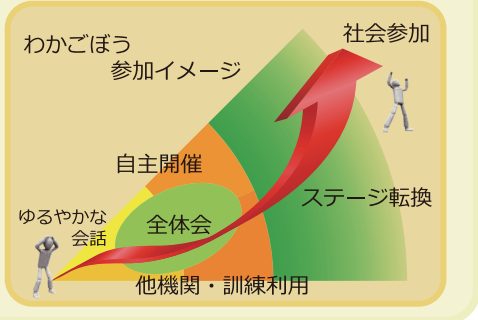 わかごぼう
参加イメージ
社会参加
自主開催
ステージ転換
ゆるやかな
会話
全体会
他機関・訓練利用